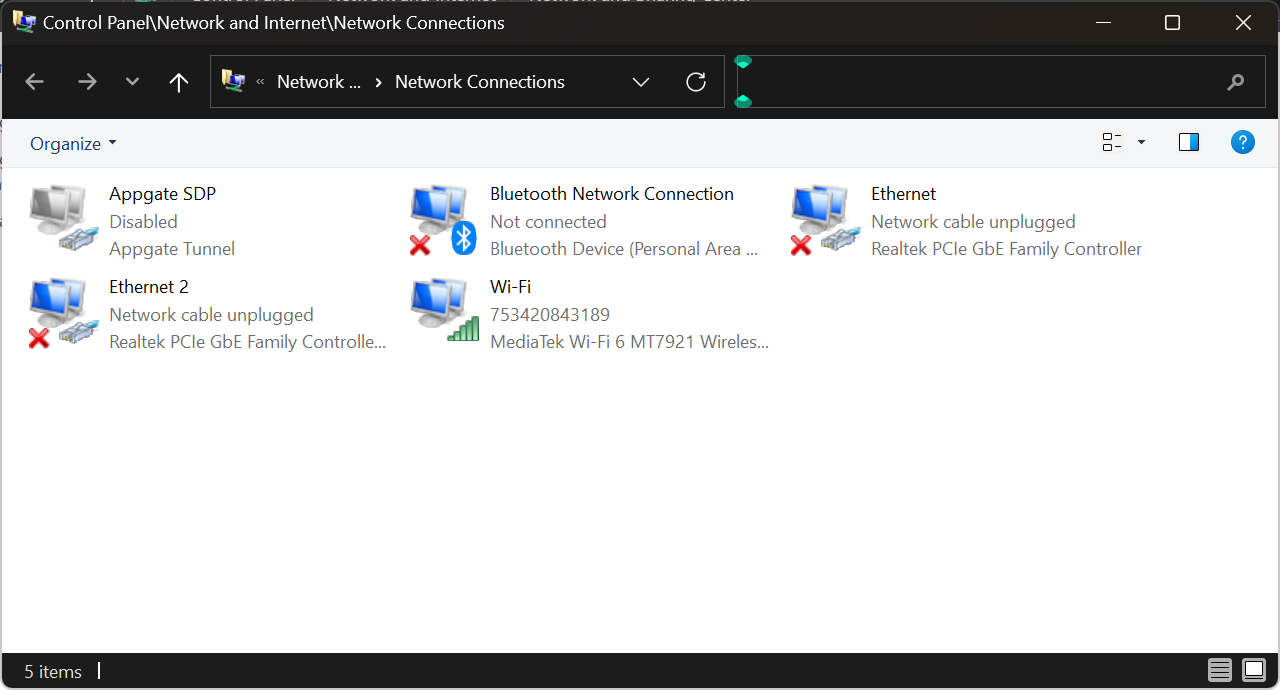 Control Panel\Network and Internet\Network Connections
« Network ... › Network Connections
Organize
?
Appgate SDP
Disabled
Appgate Tunnel
Bluetooth Network Connection
Not connected
Bluetooth Device (Personal Area ...
Ethernet
Network cable unplugged
Realtek PCIe GbE Family Controller
Ethernet 2
Network cable unplugged
Realtek PCIe GbE Family Controlle...
Wi-Fi
753420843189
MediaTek Wi-Fi 6 MT7921 Wireles...
5 items